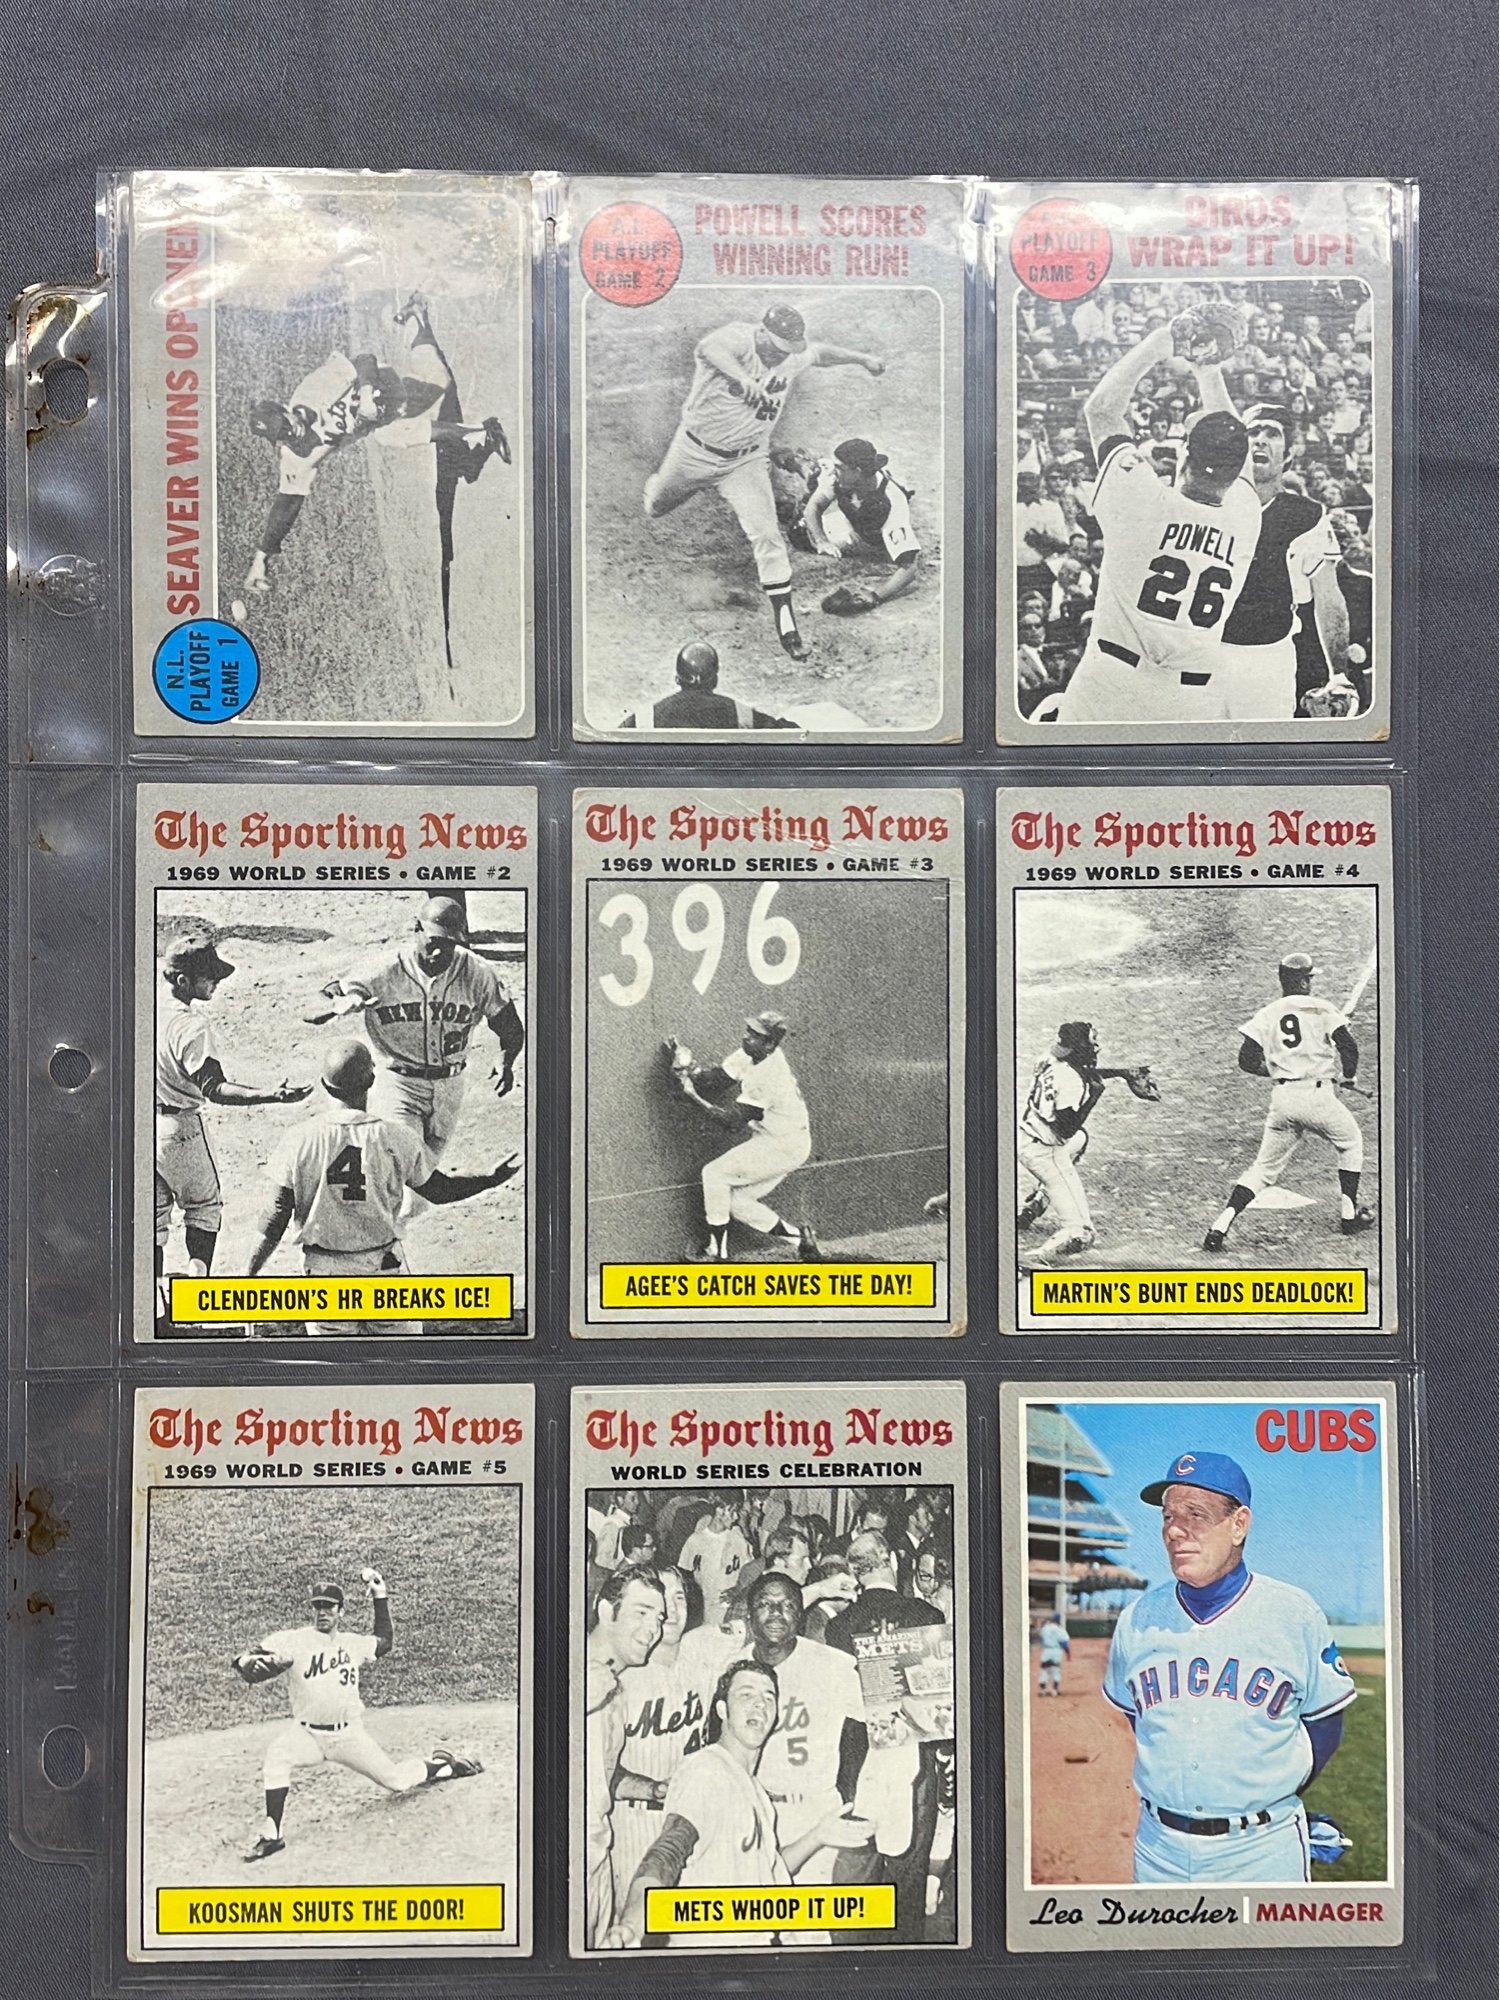 SEAVER WINS OPENER
N.L.
PLAYOFF
GAME 1
A.L.
PLAYOFF
GAME 2
POWELL SCORES
WINNING RUN!
26
A.L.
PLAYOFF
GAME 3
BIRDS
WRAP IT UP!
POWELL
26
The Sporting News
1969 WORLD SERIES • GAME #2
NEW YORK
4
CLENDENON'S HR BREAKS ICE!
The Sporting News
1969 WORLD SERIES • GAME #3
396
AGEE'S CATCH SAVES THE DAY!
The Sporting News
1969 WORLD SERIES • GAME #4
9
MARTIN'S BUNT ENDS DEADLOCK!
The Sporting News
1969 WORLD SERIES • GAME #5
Mets
36
KOOSMAN SHUTS THE DOOR!
The Sporting News
WORLD SERIES CELEBRATION
THE AMAZING
METS
Mets
5
METS WHOOP IT UP!
CUBS
C
CHICAGO
Leo Durocher | MANAGER